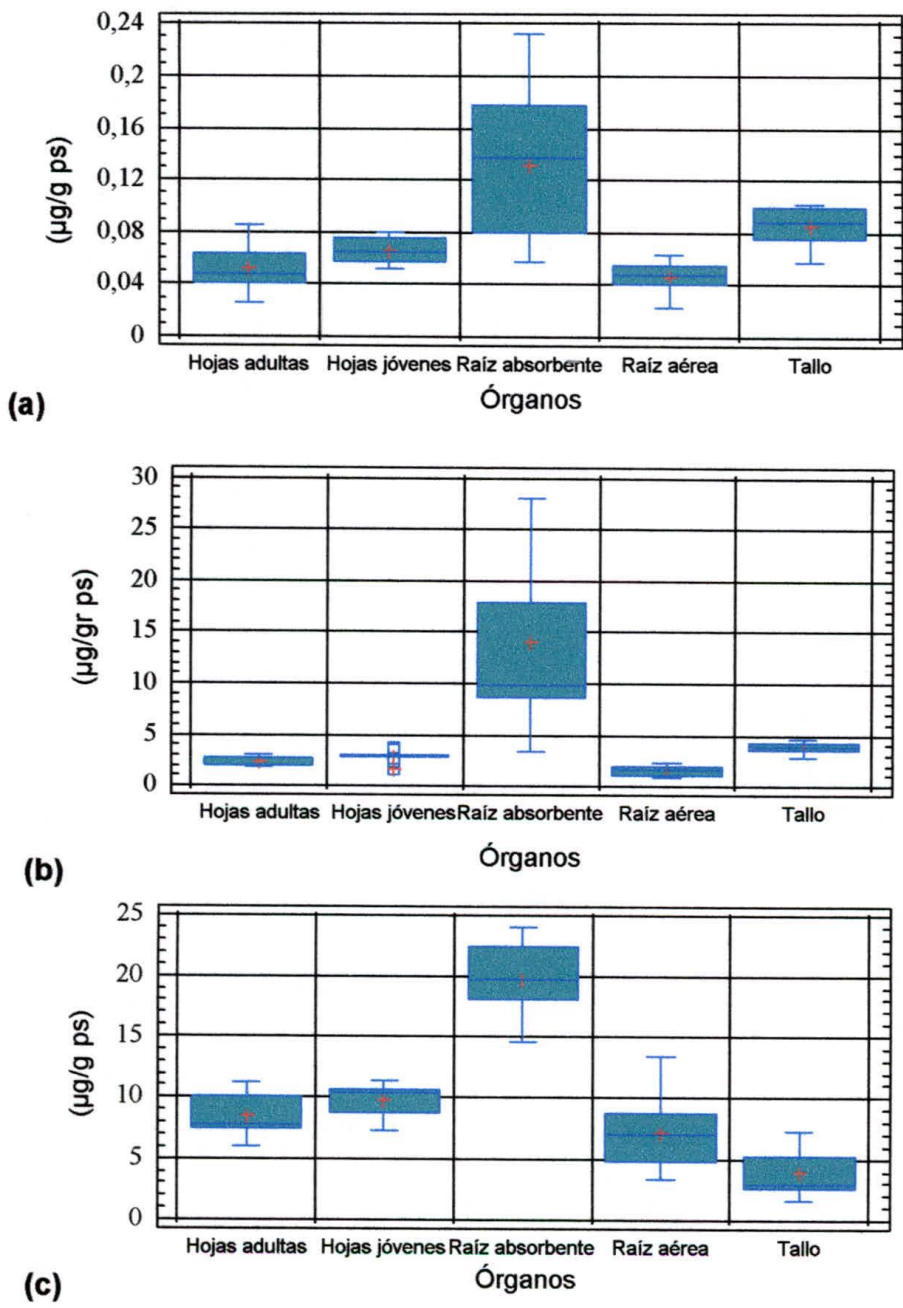 0,24
0,2
0,16
0,12
0,08
0,04
0
(µg/g ps)
Hojas adultas Hojas jóvenes Raíz absorbente Raíz aérea Tallo
Órganos
(a)
30
25
20
15
10
5
0
(µg/gr ps)
Hojas adultas Hojas jóvenes Raíz absorbente Raíz aérea Tallo
Órganos
(b)
25
20
15
10
5
0
(µg/g ps)
Hojas adultas Hojas jóvenes Raíz absorbente Raíz aérea Tallo
Órganos
(c)